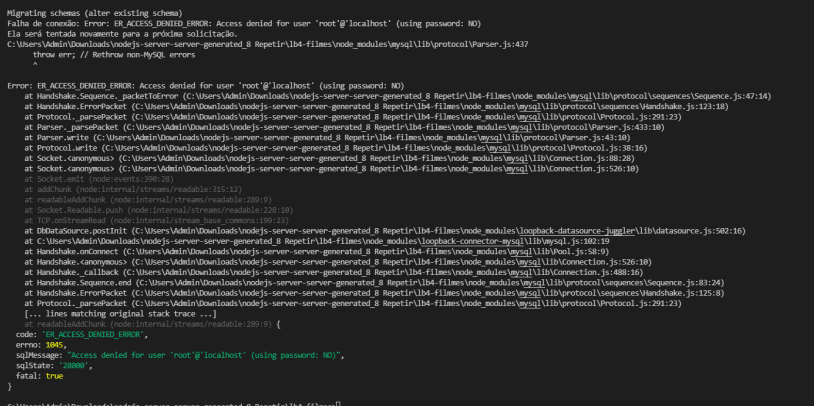 Migrating schemas (alter existing schema)
Falha de conexão: Error: ER_ACCESS_DENIED_ERROR: Access denied for user 'root'@'localhost' (using password: NO)
Ela será tentada novamente para a próxima solicitação.
C:\Users\Admin\Downloads\nodejs-server-server-generated_8 Repetir\lb4-filmes\node_modules\mysql\lib\protocol\Parser.js:437
throw err; // Rethrow non-MySQL errors
^
Error: ER_ACCESS_DENIED_ERROR: Access denied for user 'root'@'localhost' (using password: NO)
at Handshake.Sequence._packetToError (C:\Users\Admin\Downloads\nodejs-server-server-generated_8 Repetir\lb4-filmes\node_modules\mysql\lib\protocol\sequences\Sequence.js:47:14)
at Handshake.ErrorPacket (C:\Users\Admin\Downloads\nodejs-server-server-generated_8 Repetir\lb4-filmes\node_modules\mysql\lib\protocol\sequences\Handshake.js:123:18)
at Protocol._parsePacket (C:\Users\Admin\Downloads\nodejs-server-server-generated_8 Repetir\lb4-filmes\node_modules\mysql\lib\protocol\Protocol.js:291:23)
at Parser._parsePacket (C:\Users\Admin\Downloads\nodejs-server-server-generated_8 Repetir\lb4-filmes\node_modules\mysql\lib\protocol\Parser.js:433:10)
at Parser.write (C:\Users\Admin\Downloads\nodejs-server-server-generated_8 Repetir\lb4-filmes\node_modules\mysql\lib\protocol\Parser.js:43:10)
at Protocol.write (C:\Users\Admin\Downloads\nodejs-server-server-generated_8 Repetir\lb4-filmes\node_modules\mysql\lib\protocol\Protocol.js:38:16)
at Socket.<anonymous> (C:\Users\Admin\Downloads\nodejs-server-server-generated_8 Repetir\lb4-filmes\node_modules\mysql\lib\Connection.js:88:28)
at Socket.<anonymous> (C:\Users\Admin\Downloads\nodejs-server-server-generated_8 Repetir\lb4-filmes\node_modules\mysql\lib\Connection.js:526:10)
at Socket.emit (node:events:390:28)
at addChunk (node:internal/streams/readable:315:12)
at readableAddChunk (node:internal/streams/readable:289:9)
at Socket.Readable.push (node:internal/streams/readable:228:10)
at TCP.onStreamRead (node:internal/stream_base_commons:199:23)
at DbDataSource.postInit (C:\Users\Admin\Downloads\nodejs-server-server-generated_8 Repetir\lb4-filmes\node_modules\loopback-datasource-juggler\lib\datasource.js:502:16)
at C:\Users\Admin\Downloads\nodejs-server-server-generated_8 Repetir\lb4-filmes\node_modules\loopback-connector-mysql\lib\mysql.js:102:19
at Handshake.onConnect (C:\Users\Admin\Downloads\nodejs-server-server-generated_8 Repetir\lb4-filmes\node_modules\mysql\lib\Pool.js:58:9)
at Handshake.<anonymous> (C:\Users\Admin\Downloads\nodejs-server-server-generated_8 Repetir\lb4-filmes\node_modules\mysql\lib\Connection.js:526:10)
at Handshake._callback (C:\Users\Admin\Downloads\nodejs-server-server-generated_8 Repetir\lb4-filmes\node_modules\mysql\lib\Connection.js:488:16)
at Handshake.Sequence.end (C:\Users\Admin\Downloads\nodejs-server-server-generated_8 Repetir\lb4-filmes\node_modules\mysql\lib\protocol\sequences\Sequence.js:83:24)
at Handshake.ErrorPacket (C:\Users\Admin\Downloads\nodejs-server-server-generated_8 Repetir\lb4-filmes\node_modules\mysql\lib\protocol\sequences\Handshake.js:125:8)
at Protocol._parsePacket (C:\Users\Admin\Downloads\nodejs-server-server-generated_8 Repetir\lb4-filmes\node_modules\mysql\lib\protocol\Protocol.js:291:23)
[... lines matching original stack trace ...]
at readableAddChunk (node:internal/streams/readable:289:9) {
code: 'ER_ACCESS_DENIED_ERROR',
errno: 1045,
sqlMessage: "Access denied for user 'root'@'localhost' (using password: NO)",
sqlState: '28000',
fatal: true
}